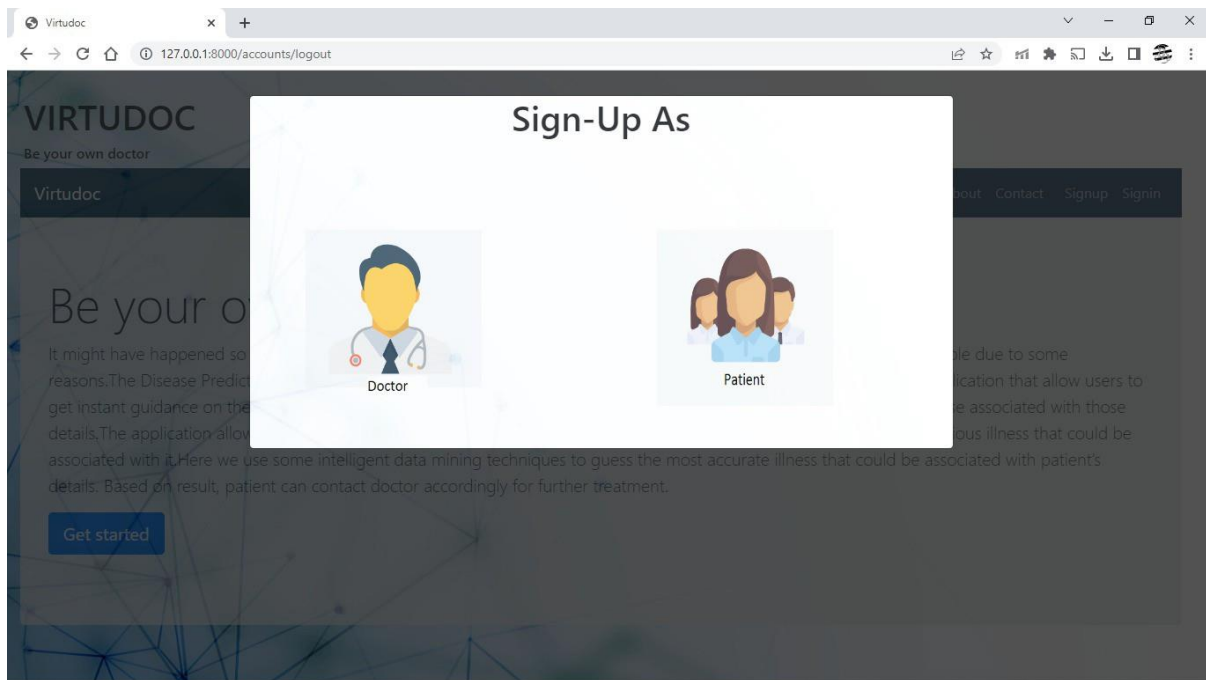 Virtudoc
127.0.0.1:8000/accounts/logout
VIRTUDOC
Be your own doctor
Sign-Up As
Virtudoc
bout Contact Signup Signin
Be your o
It might have happened so ble due to some
reasons.The Disease Predict lication that allow users to
get instant guidance on the se associated with those
details.The application allow ious illness that could be
associated with it.Here we use some intelligent data mining techniques to guess the most accurate illness that could be associated with patient's
details. Based on result, patient can contact doctor accordingly for further treatment.
Get started
Doctor
Patient